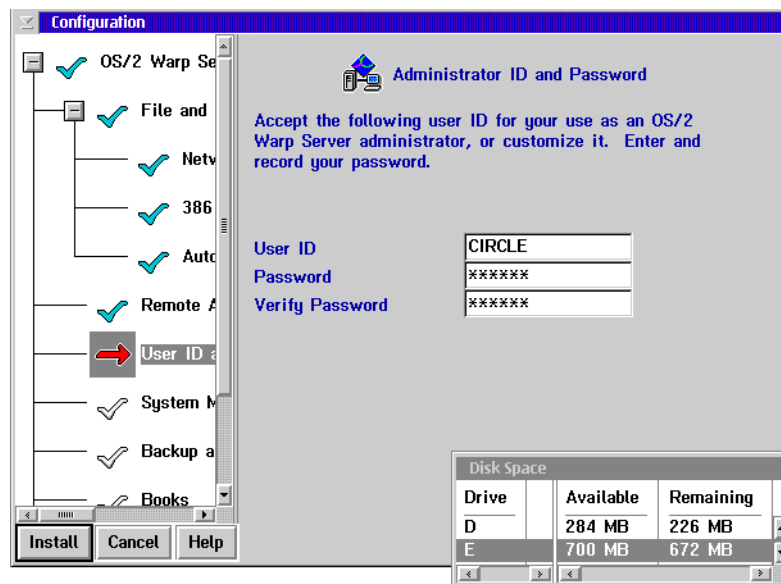 Configuration
OS/2 Warp Se
File and
Netw
386
Auto
Remote A
User ID a
System M
Backup a
Books
Install Cancel Help
Administrator ID and Password
Accept the following user ID for your use as an OS/2
Warp Server administrator, or customize it. Enter and
record your password.
User ID CIRCLE
Password ******
Verify Password ******
Disk Space
Drive Available Remaining
D 284 MB 226 MB
E 700 MB 672 MB